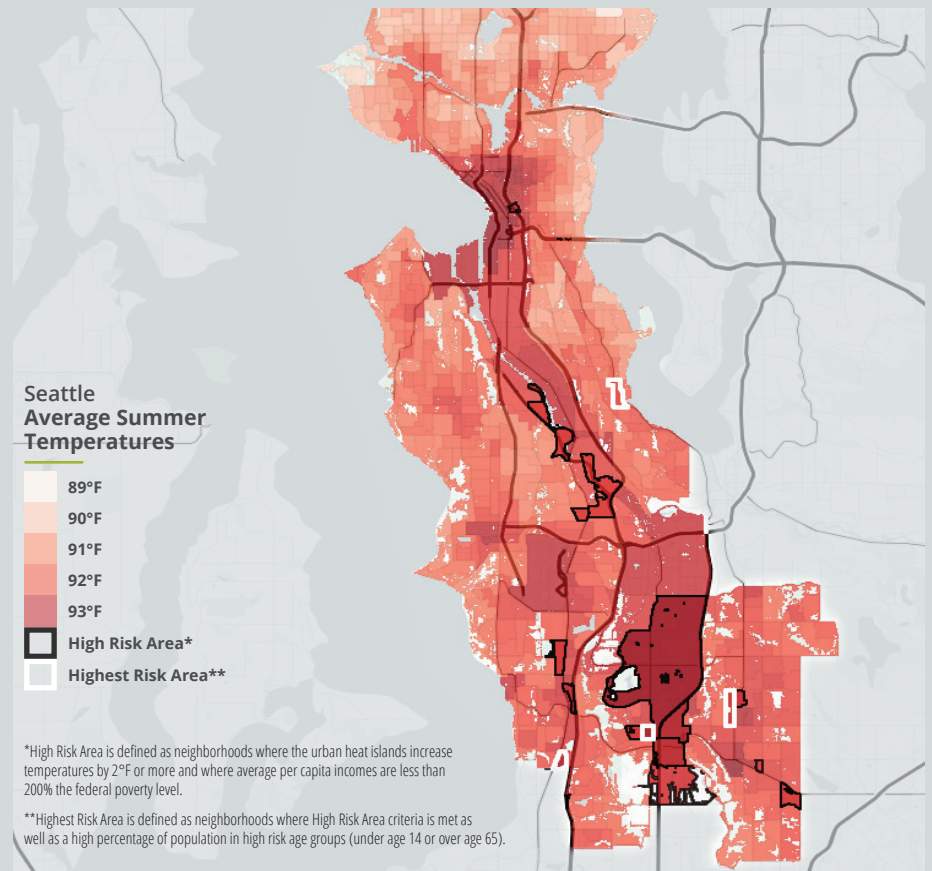 Seattle
Average Summer
Temperatures
89°F
90°F
91°F
92°F
93°F
High Risk Area*
Highest Risk Area**
*High Risk Area is defined as neighborhoods where the urban heat islands increase
temperatures by 2°F or more and where average per capita incomes are less than
200% the federal poverty level.
**Highest Risk Area is defined as neighborhoods where High Risk Area criteria is met as
well as a high percentage of population in high risk age groups (under age 14 or over age 65).